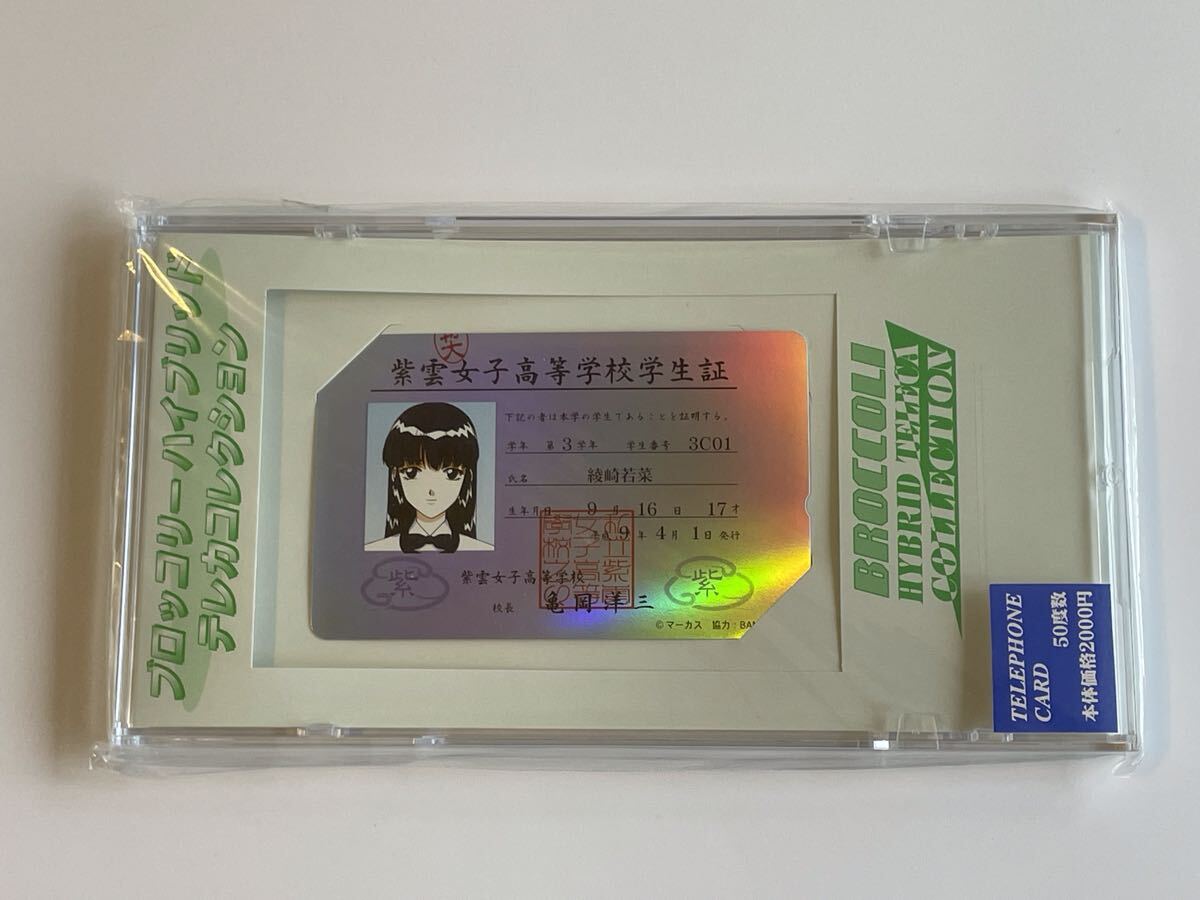 ブロッコリーハイブリッド
テレカコレクション
紫雲女子高等学校学生証
下記の者は本学の学生であることを証明する。
学年 第3学年 学生番号 3C01
氏名 綾崎若菜
生年月日 9月16日 17才
9年4月1日発行
紫雲女子高等学校
校長 亀岡洋三
紫
紫
©マーカス 協力:BAN
BROCCOLI
HYBRID TELECA
COLLECTION
TELEPHONE
CARD 50度数
本体価格2000円